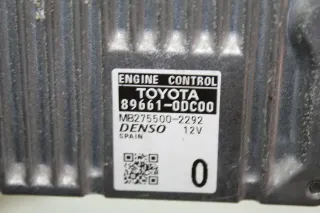 ENGINE CONTROL
TOYOTA
89661-0DC00
MB275500-2292
DENSO 12V
SPAIN
0